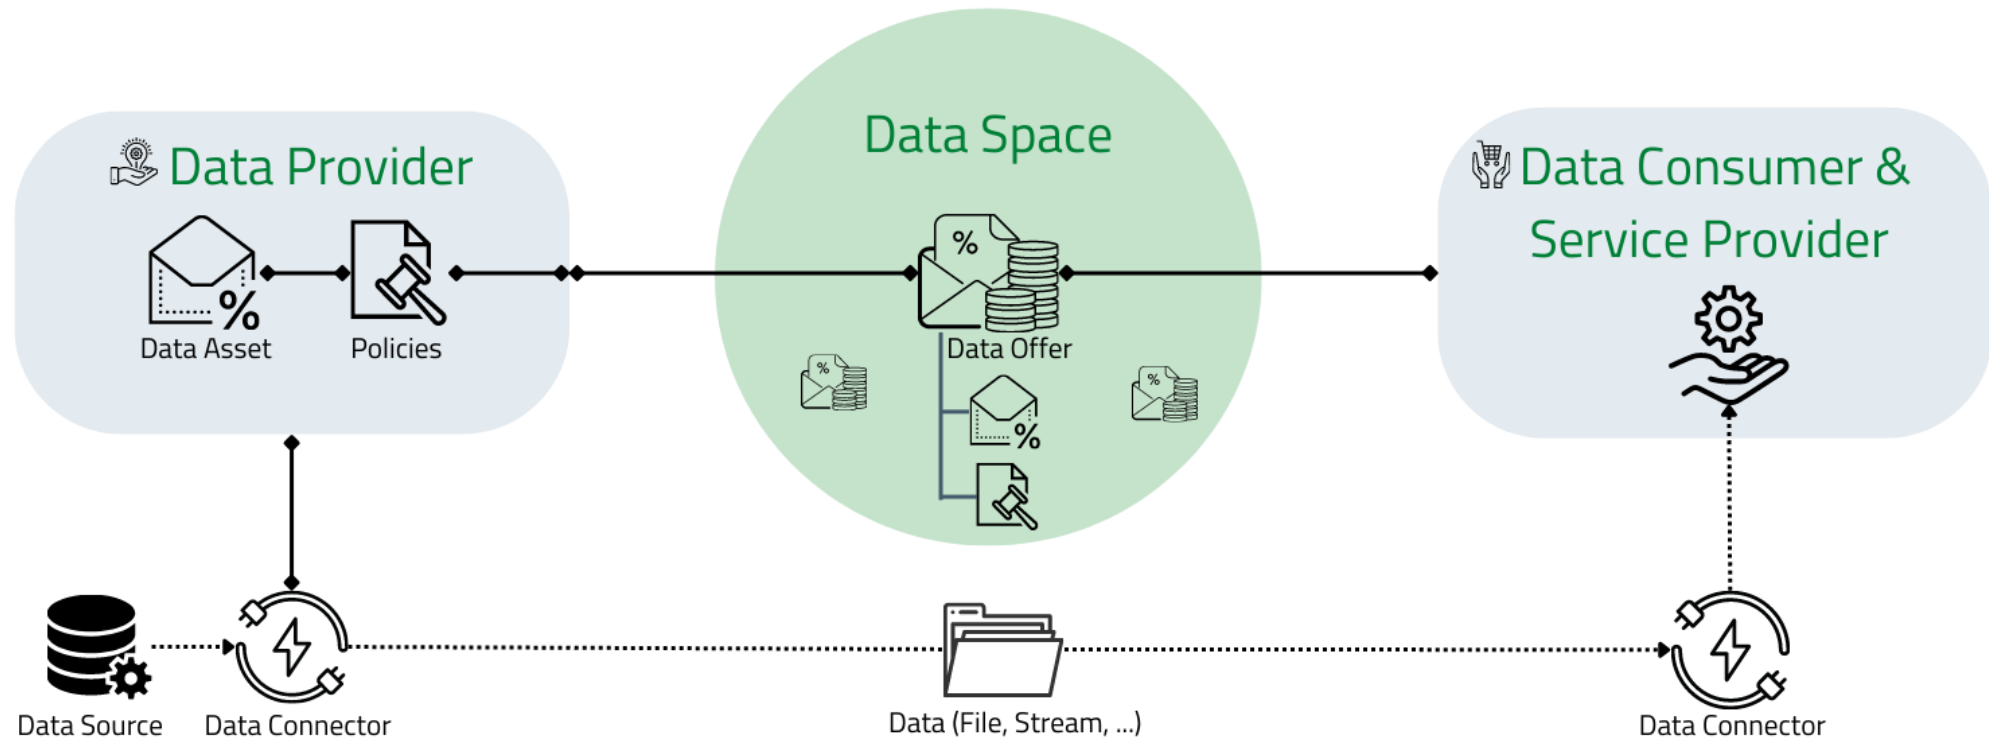 Data Space
Data Provider
Data Consumer &
Service Provider
%
%
Data Asset
Policies
Data Offer
%
%
%
Data Source
Data Connector
Data (File, Stream, ...)
Data Connector